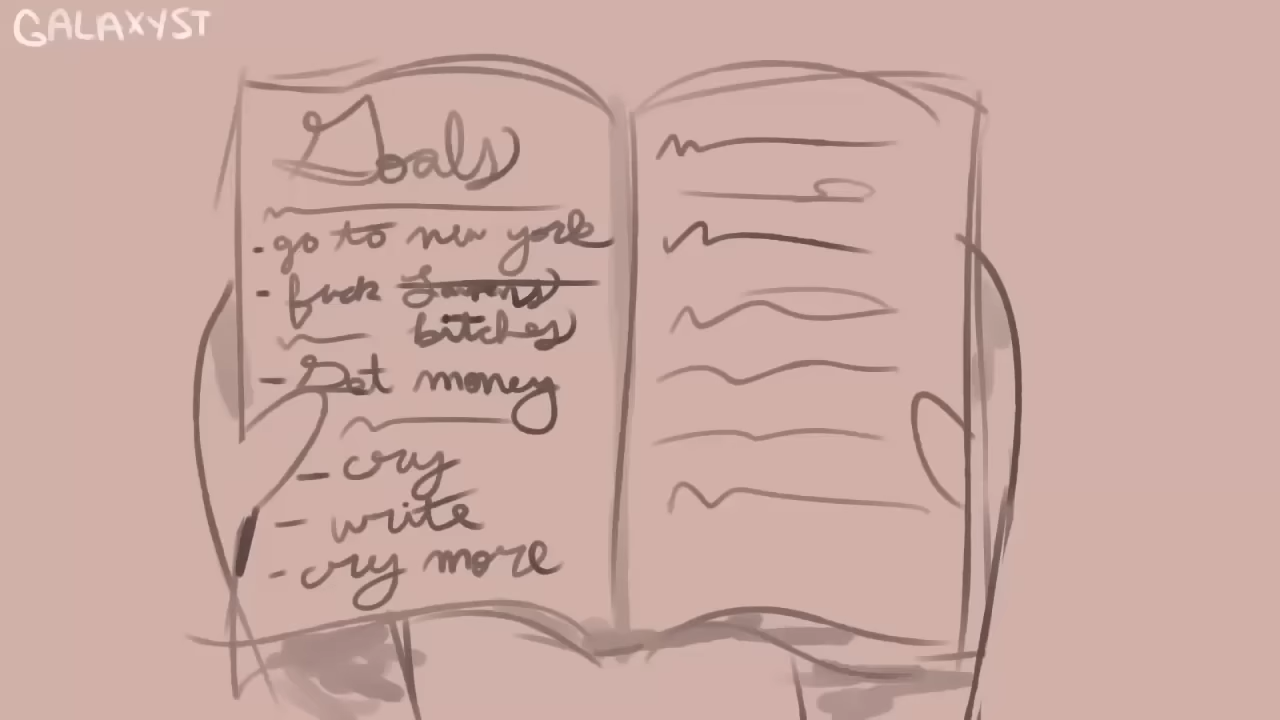 GALAXYST
Goals
- go to new york
- fuck
bitches
- Get money
- cry
- write
- cry more